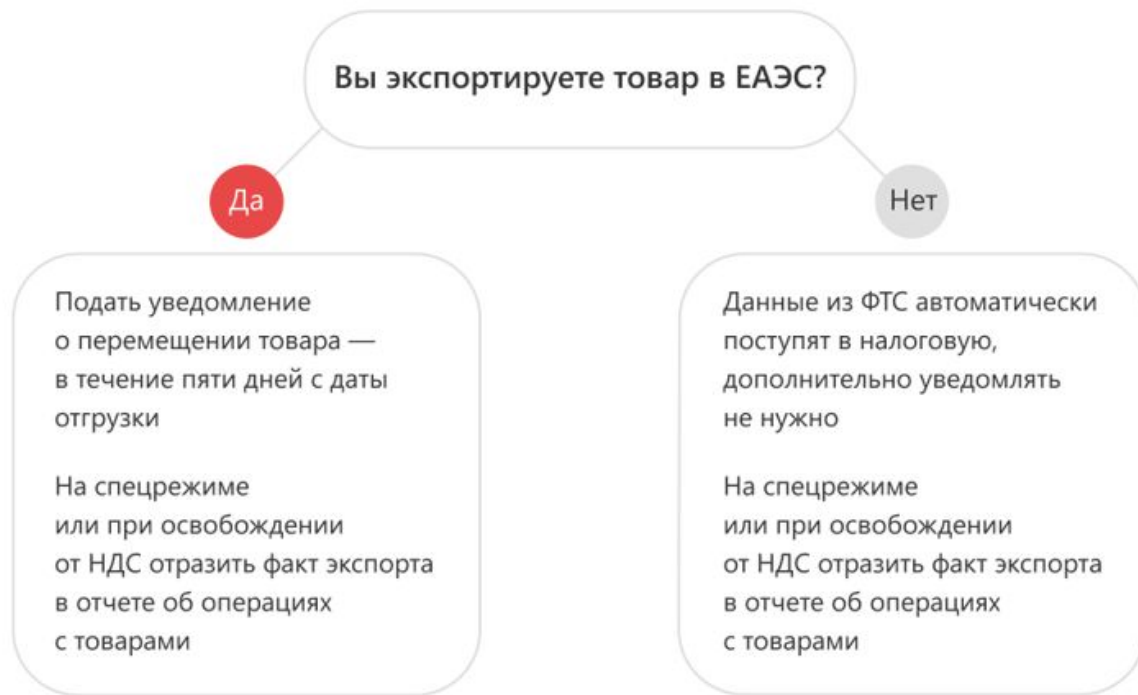 Вы экспортируете товар в ЕАЭС?
Да
Подать уведомление
о перемещении товара —
в течение пяти дней с даты
отгрузки
На спецрежиме
или при освобождении
от НДС отразить факт экспорта
в отчете об операциях
с товарами
Нет
Данные из ФТС автоматически
поступят в налоговую,
дополнительно уведомлять
не нужно
На спецрежиме
или при освобождении
от НДС отразить факт экспорта
в отчете об операциях
с товарами